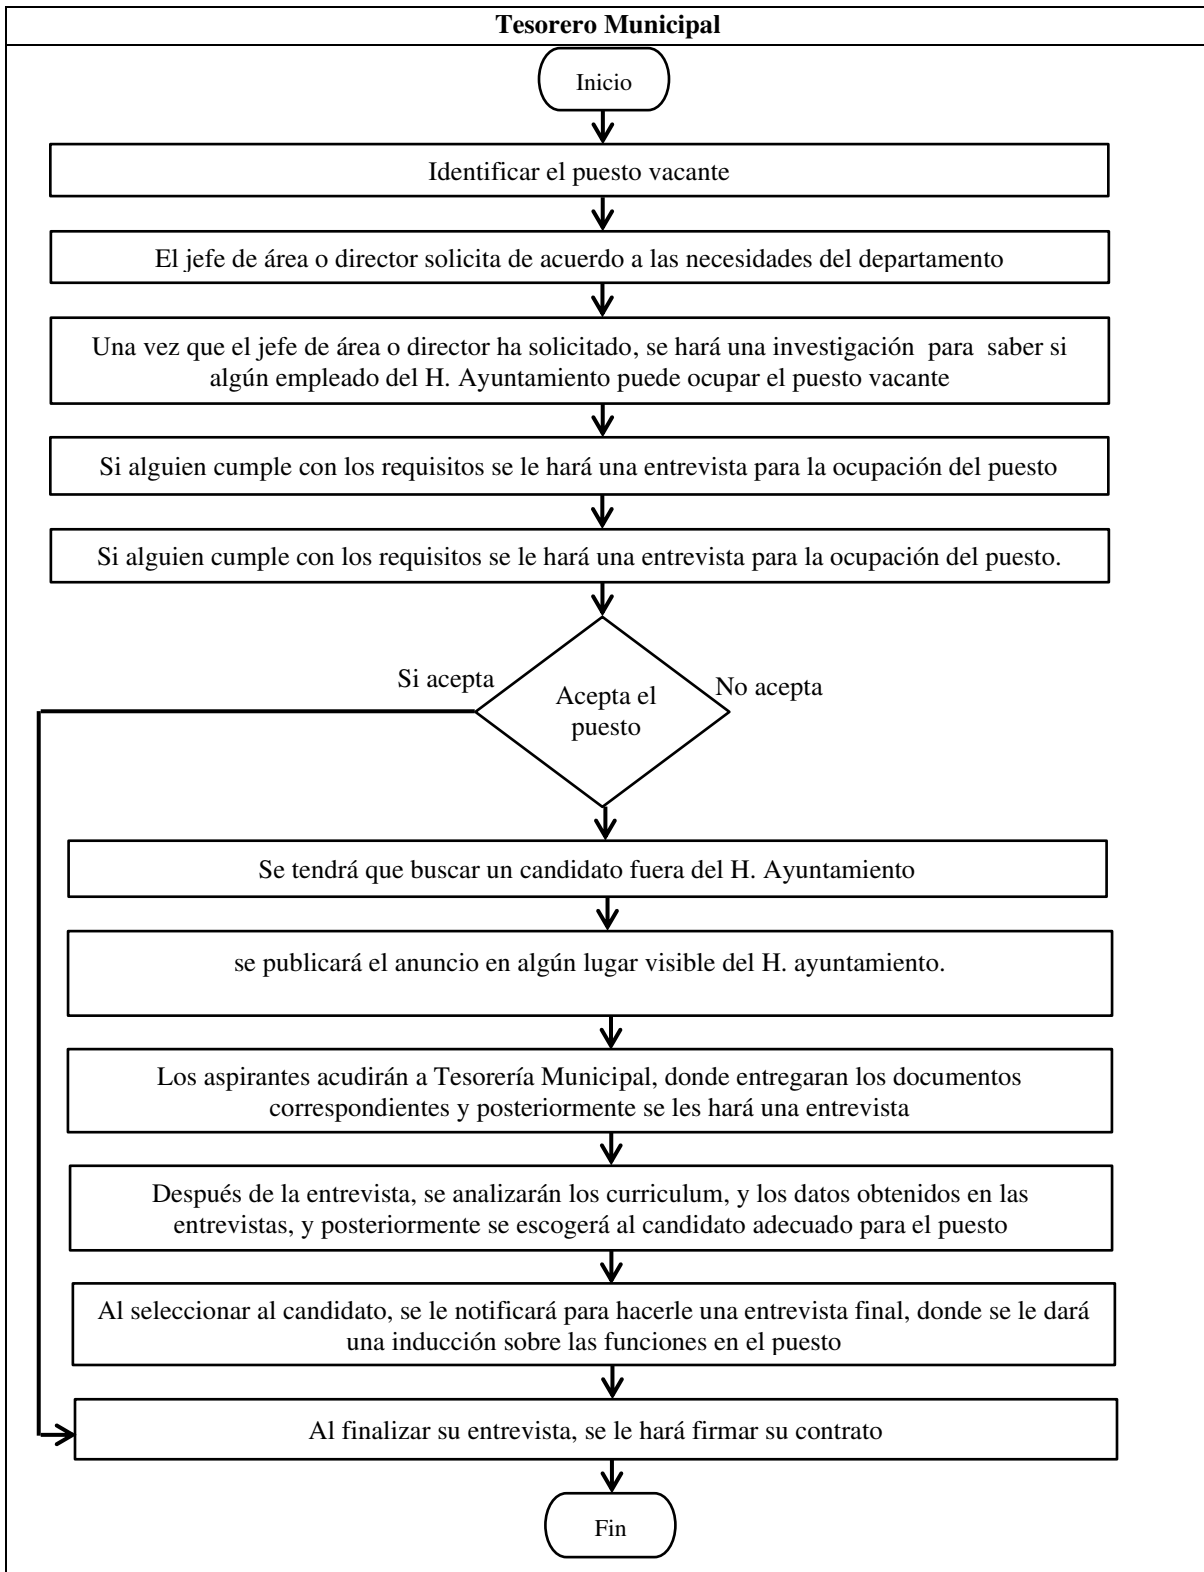 Tesorero Municipal
Inicio
Identificar el puesto vacante
El jefe de área o director solicita de acuerdo a las necesidades del departamento
Una vez que el jefe de área o director ha solicitado, se hará una investigación para saber si
algún empleado del H. Ayuntamiento puede ocupar el puesto vacante
Si alguien cumple con los requisitos se le hará una entrevista para la ocupación del puesto
Si alguien cumple con los requisitos se le hará una entrevista para la ocupación del puesto.
Si acepta
Acepta el
puesto
No acepta
Se tendrá que buscar un candidato fuera del H. Ayuntamiento
se publicará el anuncio en algún lugar visible del H. ayuntamiento.
Los aspirantes acudirán a Tesorería Municipal, donde entregaran los documentos
correspondientes y posteriormente se les hará una entrevista
Después de la entrevista, se analizarán los curriculum, y los datos obtenidos en las
entrevistas, y posteriormente se escogerá al candidato adecuado para el puesto
Al seleccionar al candidato, se le notificará para hacerle una entrevista final, donde se le dará
una inducción sobre las funciones en el puesto
Al finalizar su entrevista, se le hará firmar su contrato
Fin